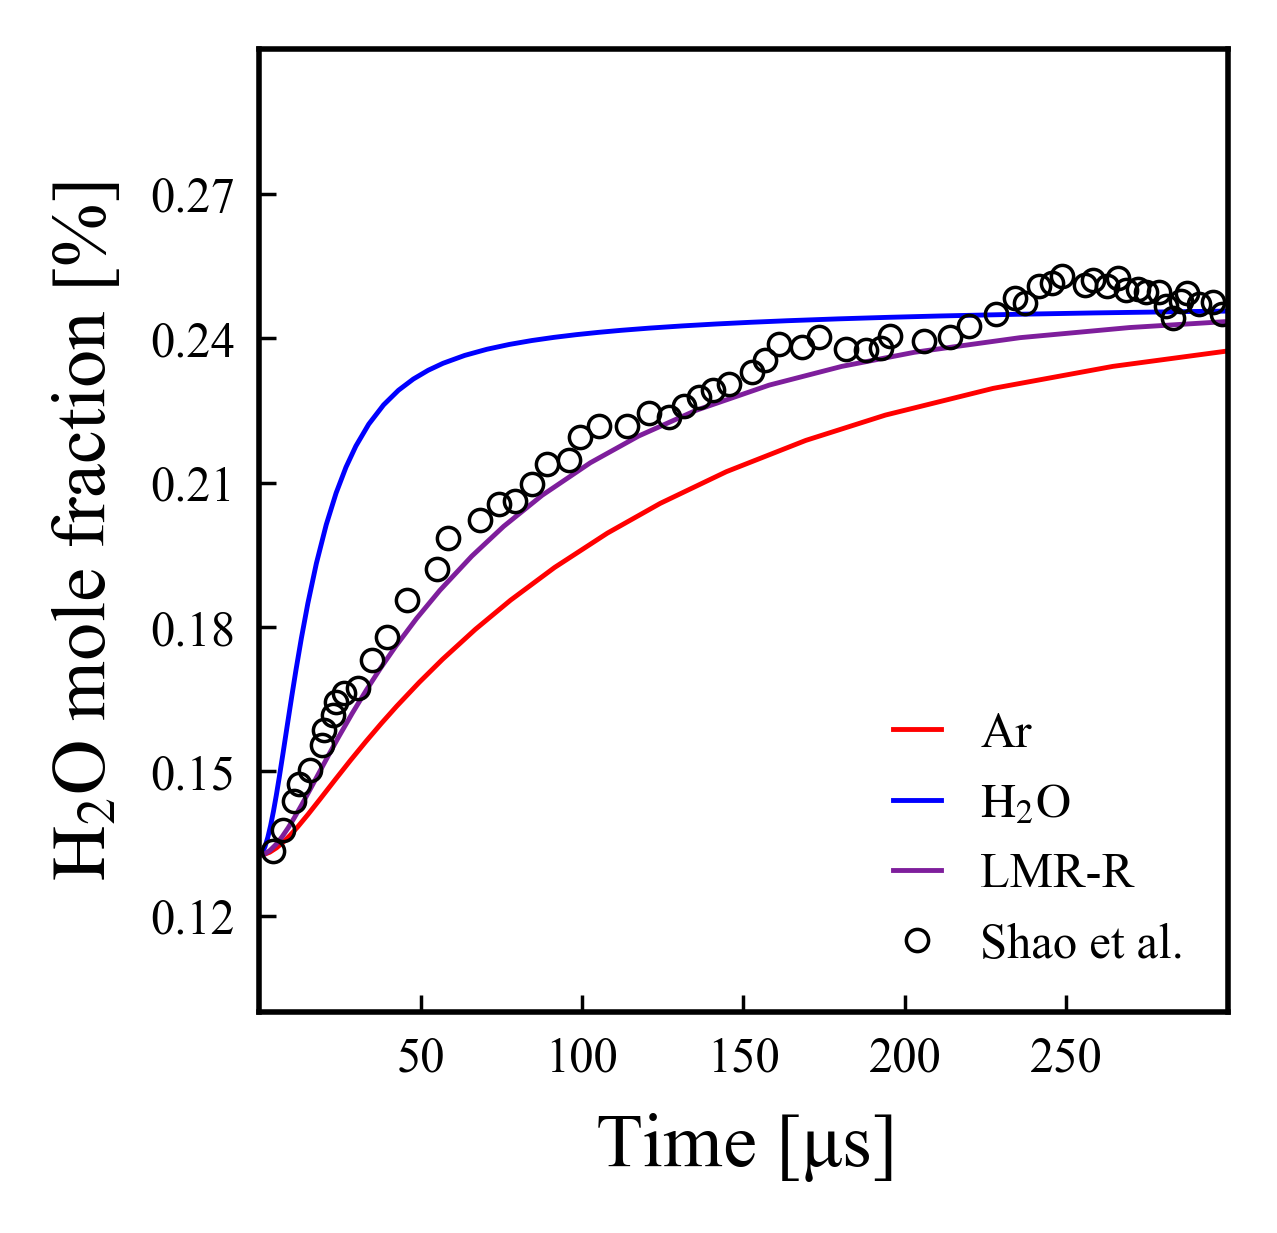 H₂O mole fraction [%]
0.27
0.24
0.21
0.18
0.15
0.12
Ar
H₂O
LMR-R
Shao et al.
50 100 150 200 250
Time [μs]